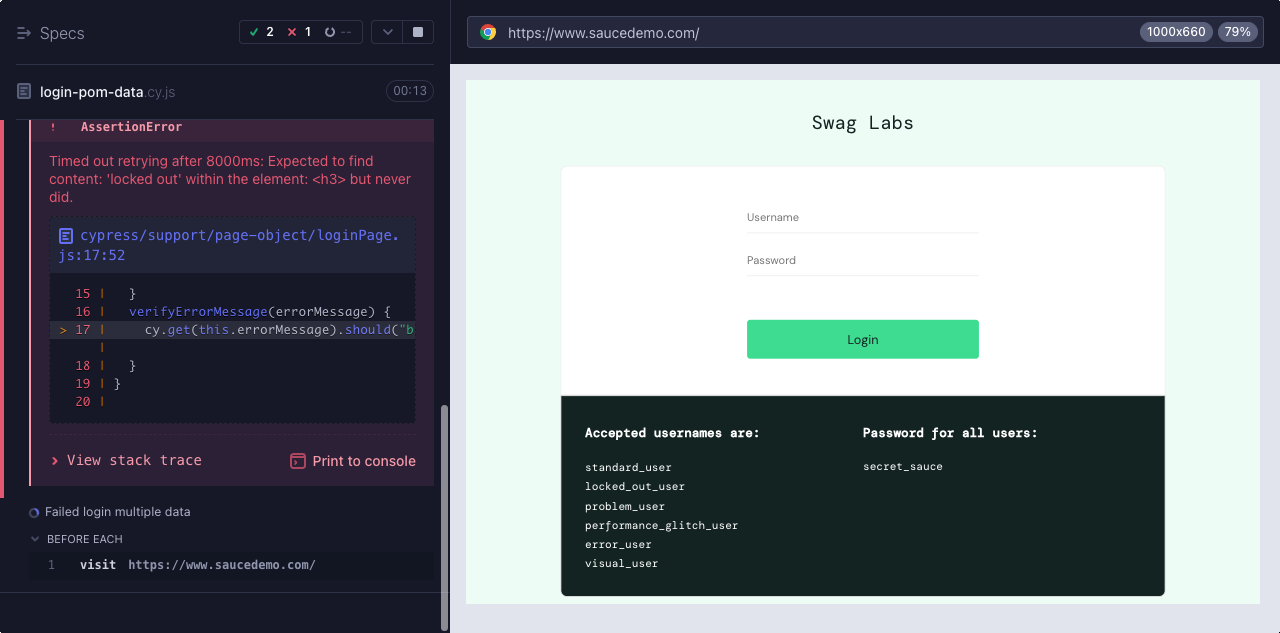 Specs
2
1
--
login-pom-data.cy.js
00:13
! AssertionError
Timed out retrying after 8000ms: Expected to find
content: 'locked out' within the element: <h3> but never
did.
cypress/support/page-object/loginPage.
js:17:52
15 | }
16 | verifyErrorMessage(errorMessage) {
> 17 | cy.get(this.errorMessage).should("b
|
18 | }
19 | }
20 |
View stack trace
Print to console
Failed login multiple data
BEFORE EACH
1 visit https://www.saucedemo.com/
https://www.saucedemo.com/
1000x660
79%
Swag Labs
Username
Password
Login
Accepted usernames are:
standard_user
locked_out_user
problem_user
performance_glitch_user
error_user
visual_user
Password for all users:
secret_sauce